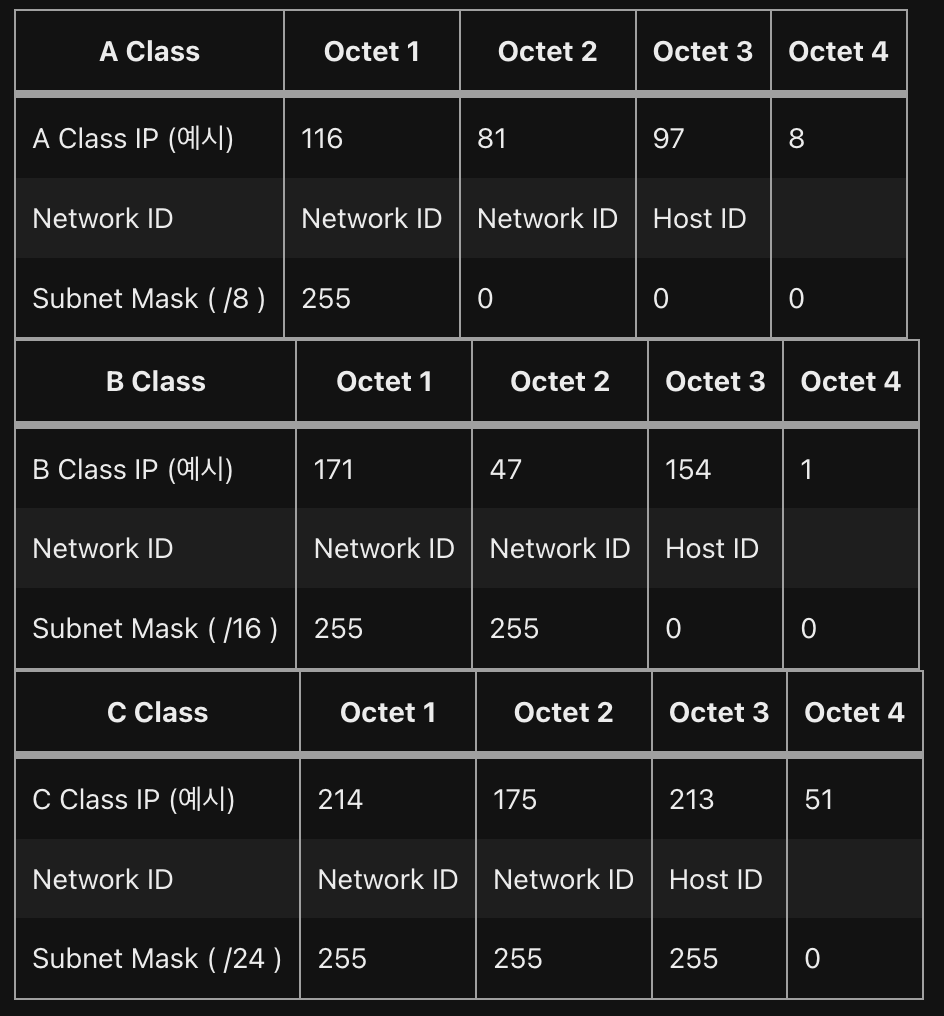 A Class Octet 1 Octet 2 Octet 3 Octet 4
A Class IP (예시) 116 81 97 8
Network ID Network ID Network ID Host ID
Subnet Mask ( /8 ) 255 0 0 0
B Class Octet 1 Octet 2 Octet 3 Octet 4
B Class IP (예시) 171 47 154 1
Network ID Network ID Network ID Host ID
Subnet Mask ( /16 ) 255 255 0 0
C Class Octet 1 Octet 2 Octet 3 Octet 4
C Class IP (예시) 214 175 213 51
Network ID Network ID Network ID Host ID
Subnet Mask ( /24 ) 255 255 255 0